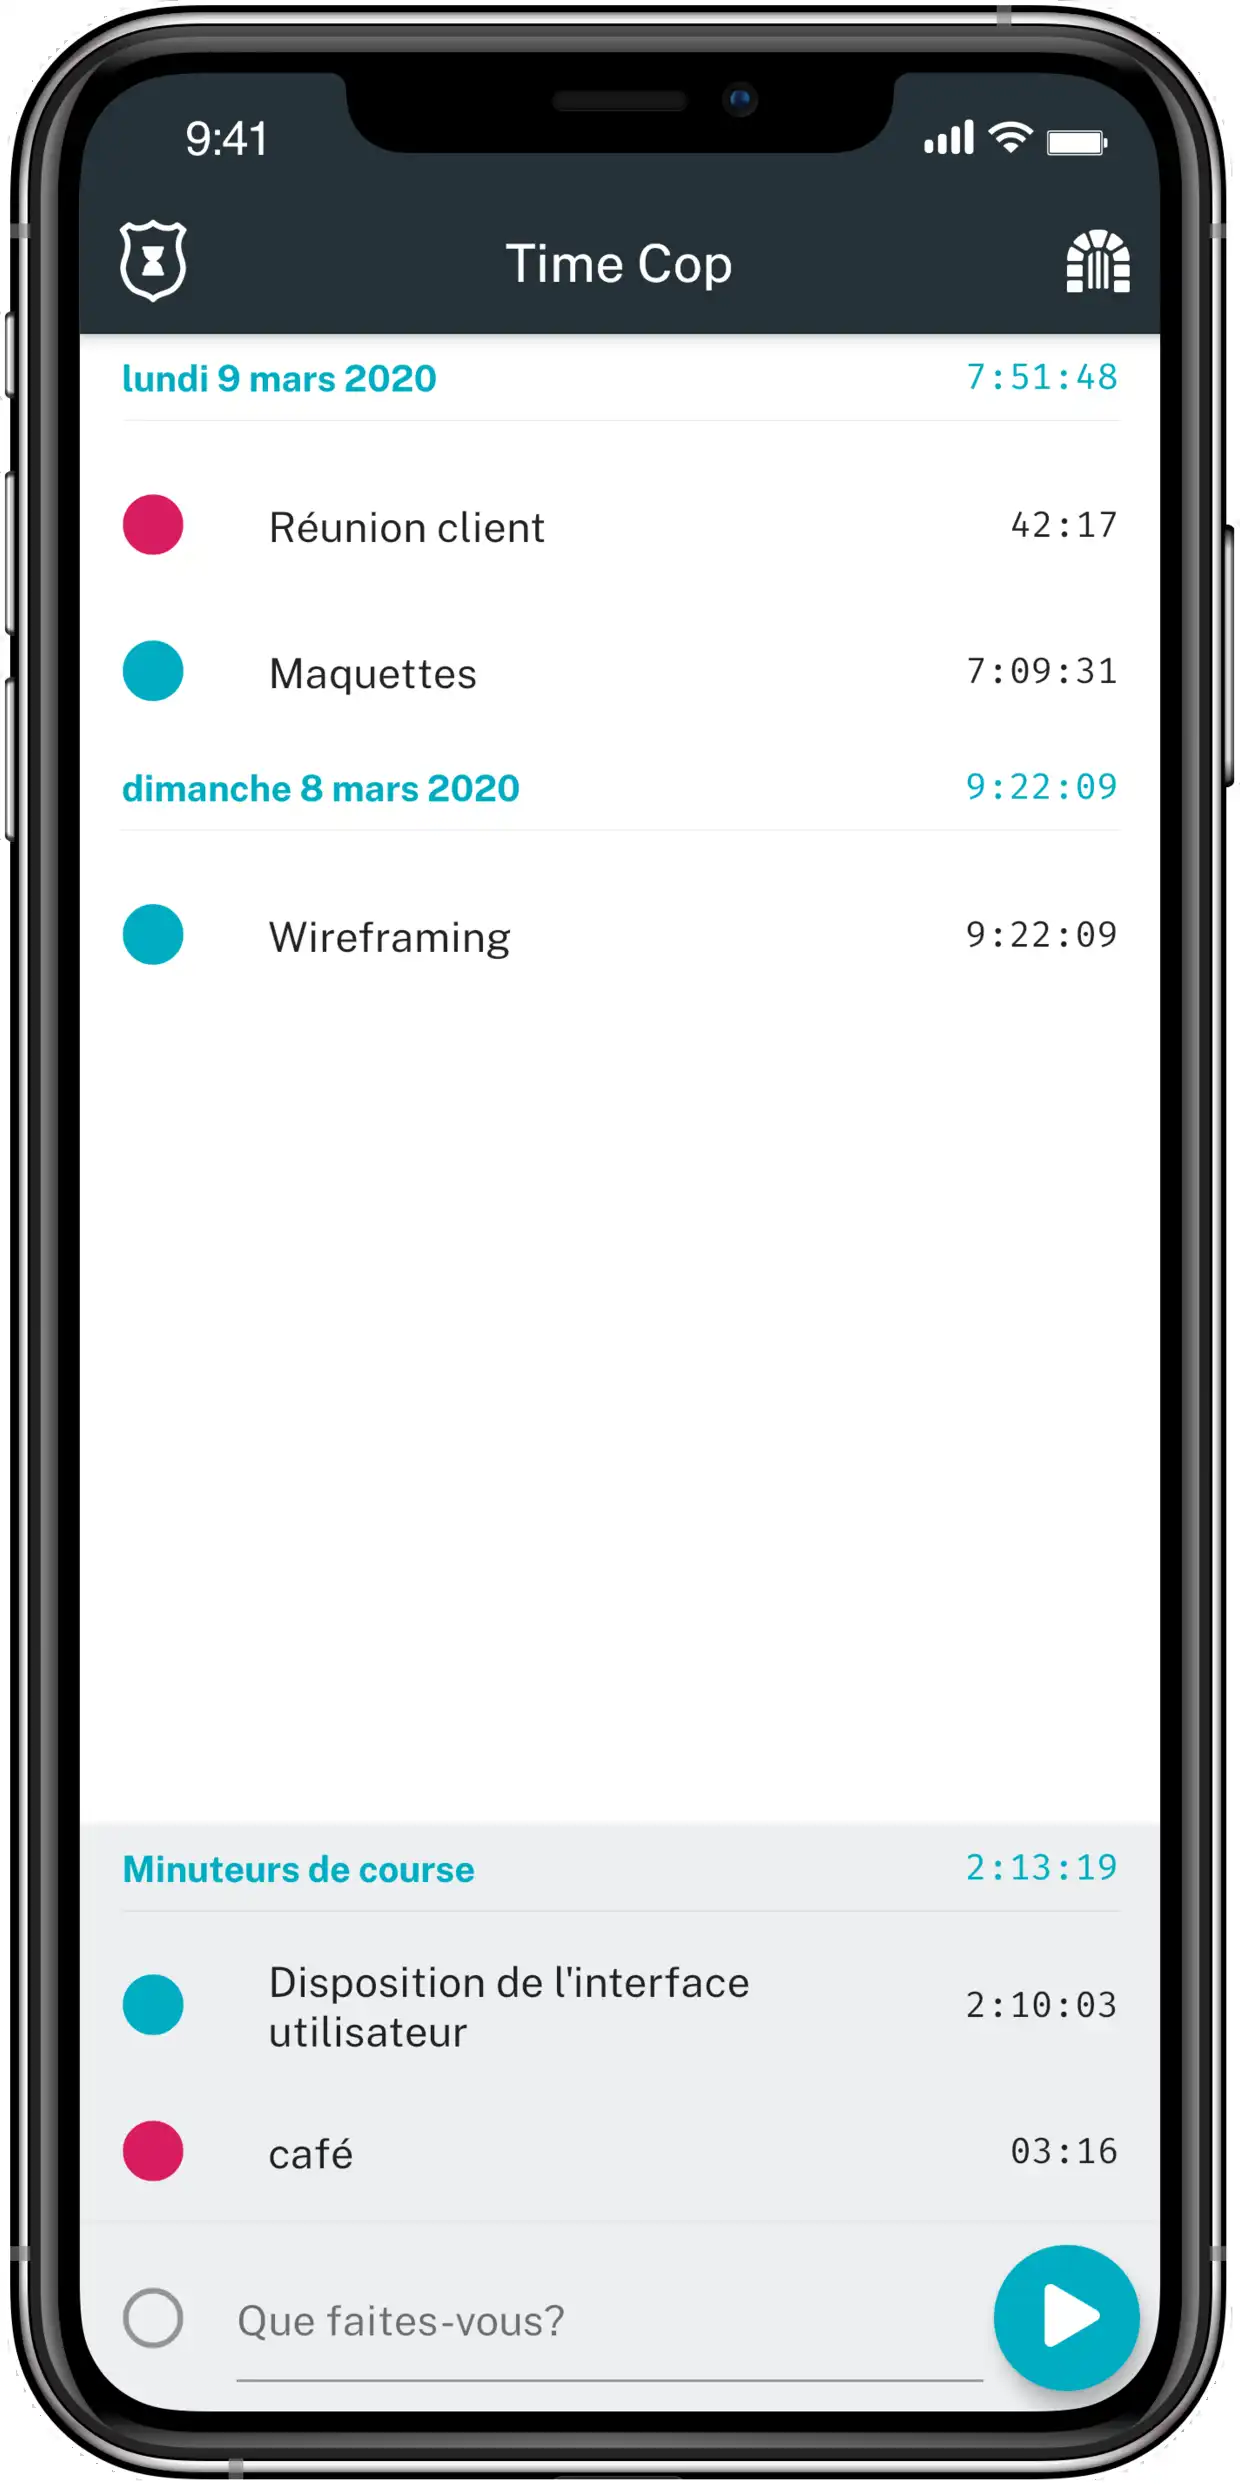 9:41
Time Cop
lundi 9 mars 2020 7:51:48
Réunion client 42:17
Maquettes 7:09:31
dimanche 8 mars 2020 9:22:09
Wireframing 9:22:09
Minuteurs de course 2:13:19
Disposition de l'interface
utilisateur 2:10:03
café 03:16
Que faites-vous?